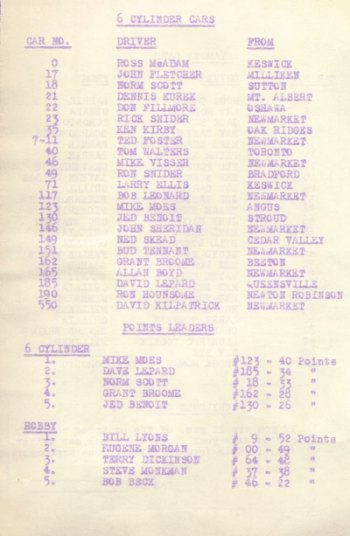 6 CYLINDER CARS
CAR NO. DRIVER FROM
0 ROSS McADAM KESWICK
17 JOHN FLETCHER MILLIKEN
18 NORM SCOTT SUTTON
21 DENNIS KUREK MT. ALBERT
22 DON FILLMORE OSHAWA
23 RICK SNIDER NEWMARKET
35 KEN KIRBY OAK RIDGES
7-11 TED FOSTER NEWMARKET
40 TOM WALTERS TORONTO
46 MIKE VISSER NEWMARKET
49 RON SNIDER BRADFORD
71 LARRY ELLIS KESWICK
117 BOB LEONARD NEWMARKET
123 MIKE MOES ANGUS
130 JED BENOIT STROUD
146 JOHN SHERIDAN NEWMARKET
149 NED SKEAD CEDAR VALLEY
151 BUD TENNANT NEWMARKET
162 GRANT BROOME BEETON
165 ALLAN BOYD NEWMARKET
185 DAVID LEPARD QUEENSVILLE
190 RON HOUNSOME NEWTON ROBINSON
550 DAVID KILPATRICK NEWMARKET
POINTS LEADERS
6 CYLINDER
1. MIKE MOES #123 - 40 Points
2. DAVE LEPARD #185 - 34 "
3. NORM SCOTT # 18 - 33 "
4. GRANT BROOME #162 - 28 "
5. JED BENOIT #130 - 26 "
HOBBY
1. BILL LYONS # 9 - 52 Points
2. EUGENE MORGAN # 00 - 49 "
3. TERRY DICKINSON # 64 - 48 "
4. STEVE MONKMAN # 37 - 38 "
5. BOB BECK # 46 - 22 "